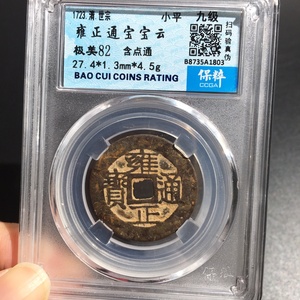 1723.清 世宗 小平 九级
雍正通宝宝云
极美82 含点通
27.4*1.3mm*4.5g
BAO CUI COINS RATING
扫码验真伪
B8735A1803
保粹
CCGA
雍正通寶